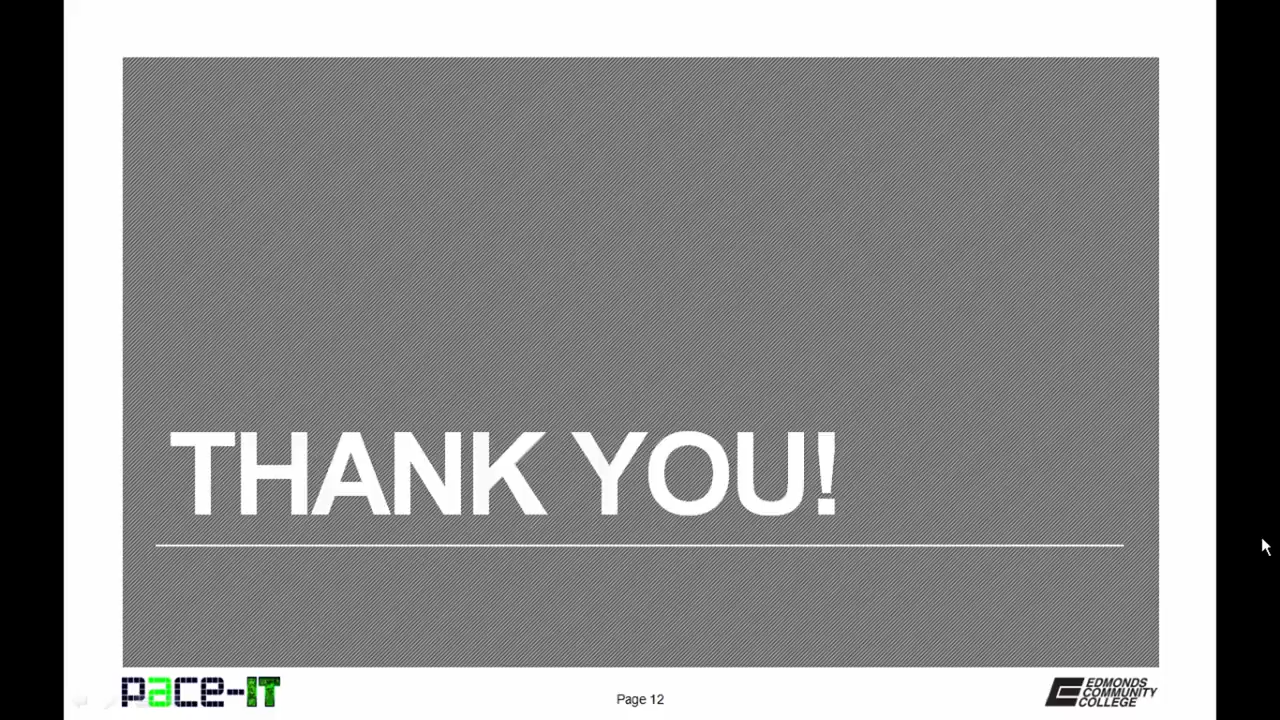 THANK YOU!
pace-IT
Page 12
EDMONDS
COMMUNITY
COLLEGE